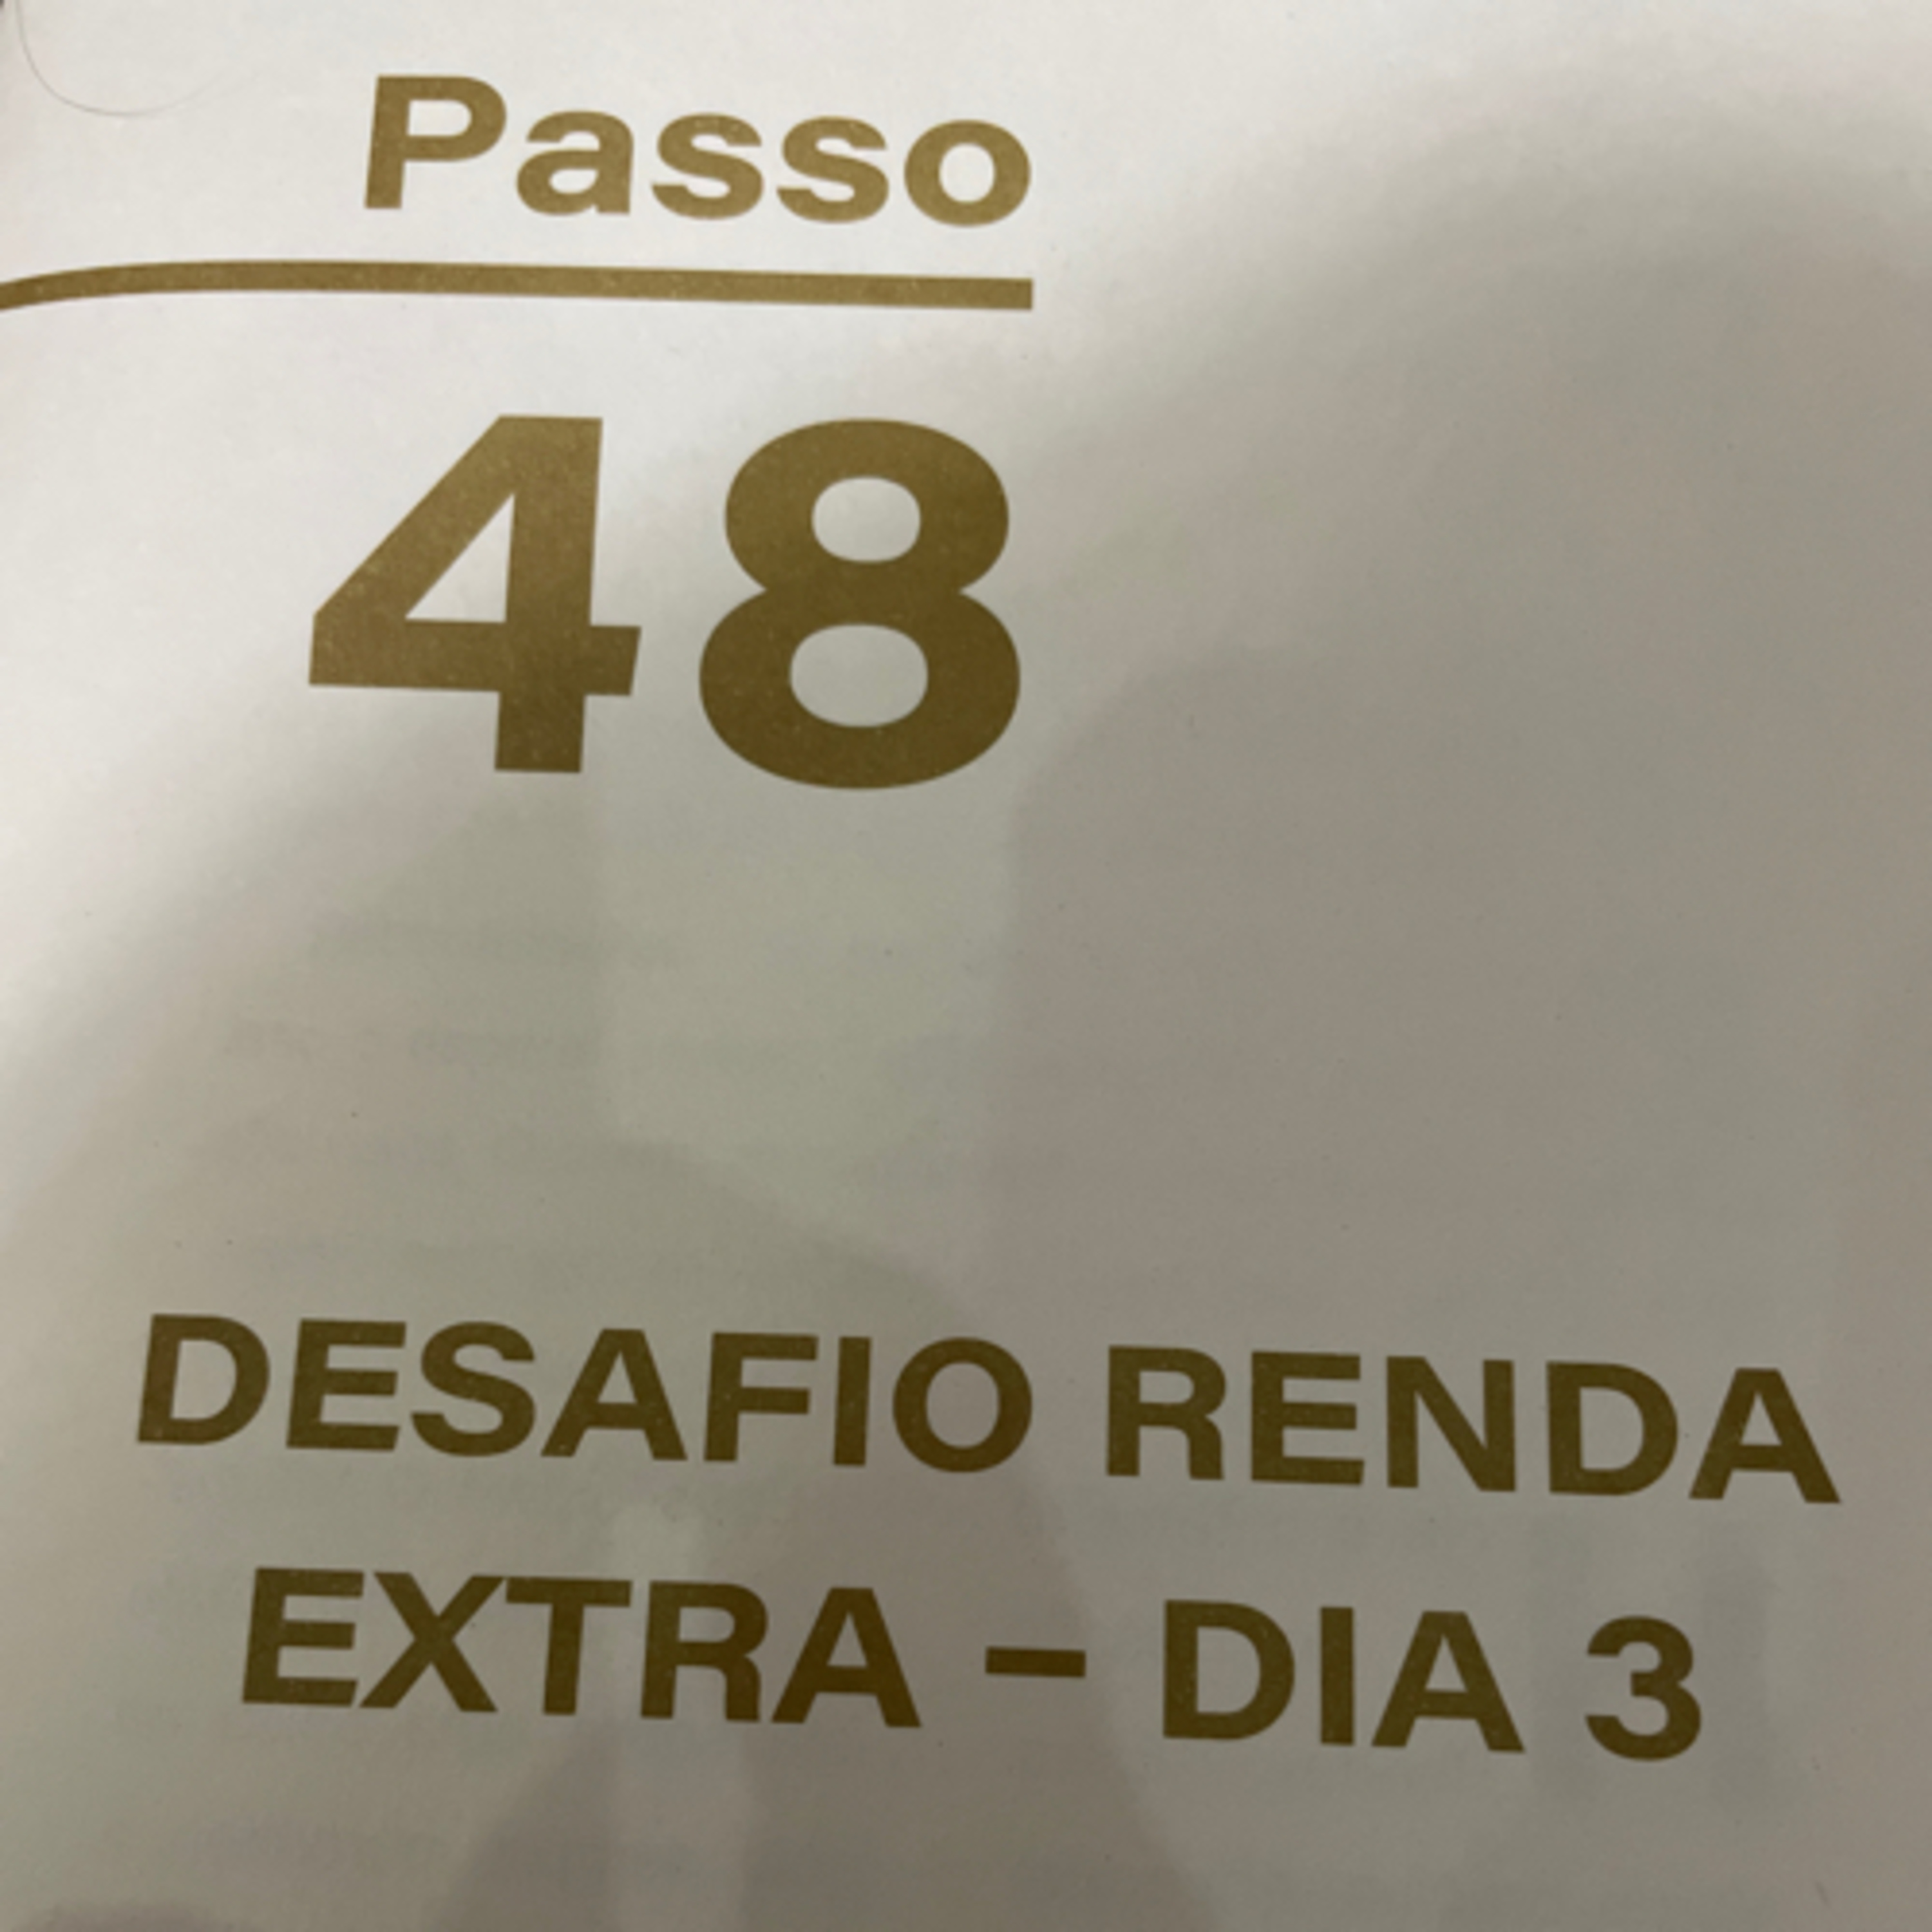 Passo
48
DESAFIO RENDA
EXTRA – DIA 3